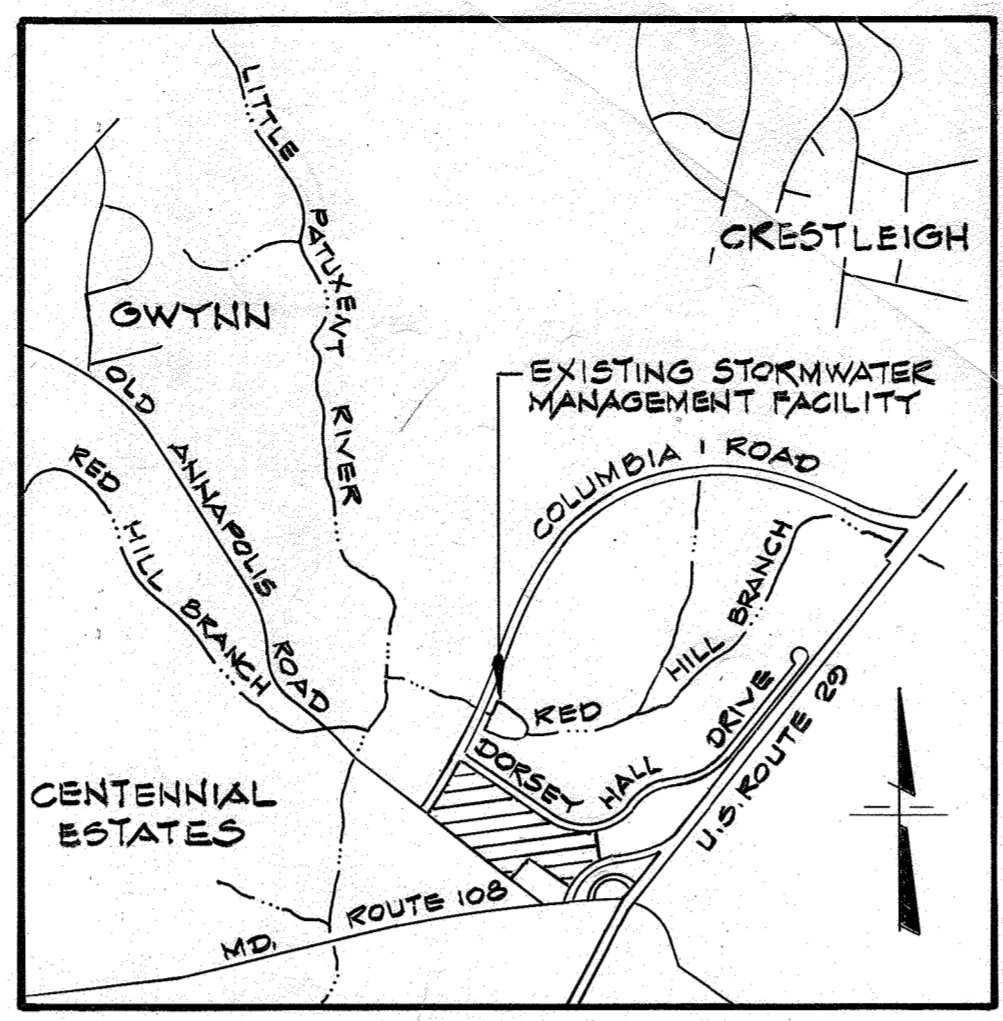 LITTLE PATUXENT RIVER
CRESTLEIGH
GWYNN
EXISTING STORMWATER
MANAGEMENT FACILITY
OLD ANNAPOLIS ROAD
RED HILL BRANCH
COLUMBIA ROAD
RED HILL BRANCH
DORSEY HALL DRIVE
U.S. ROUTE 29
CENTENNIAL
ESTATES
MD. ROUTE 108